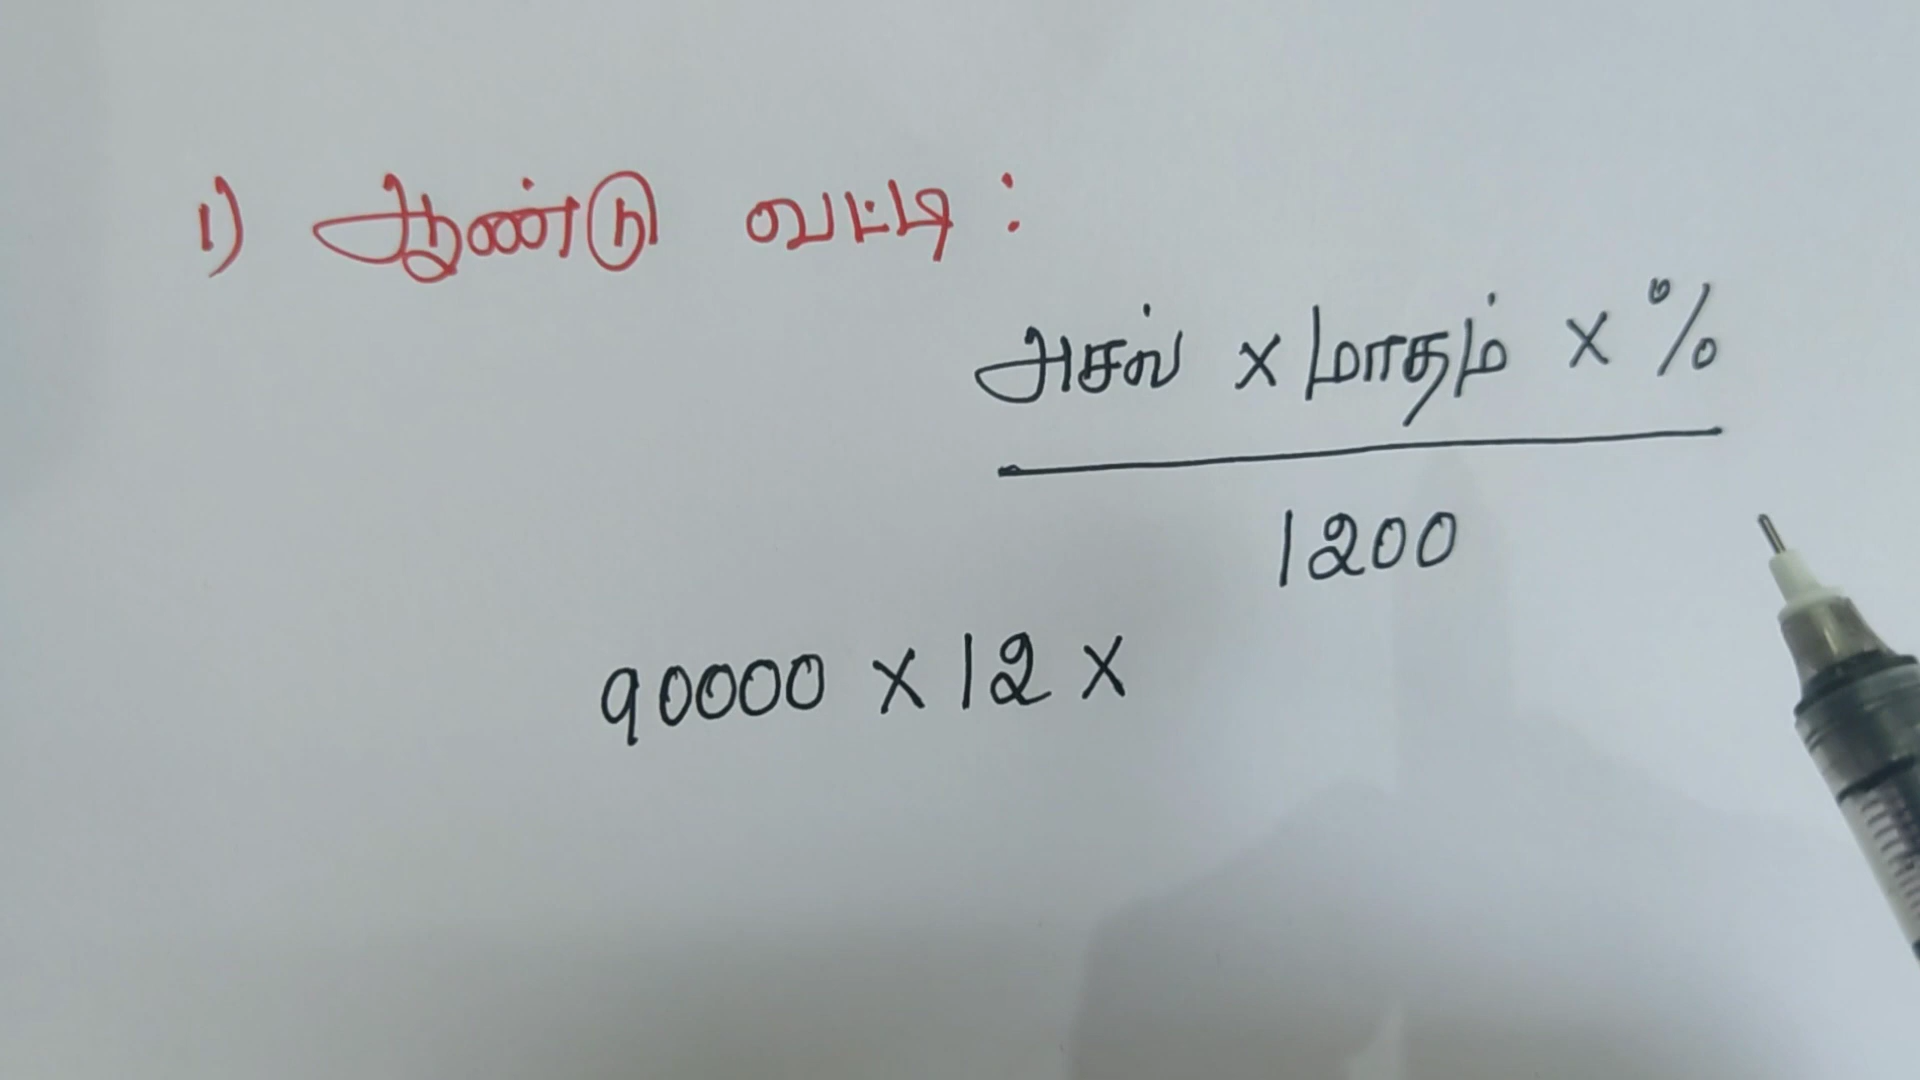 1) ஆண்டு வட்டி :
அசல் x மாதம் x %
1200
90000 x 12 x